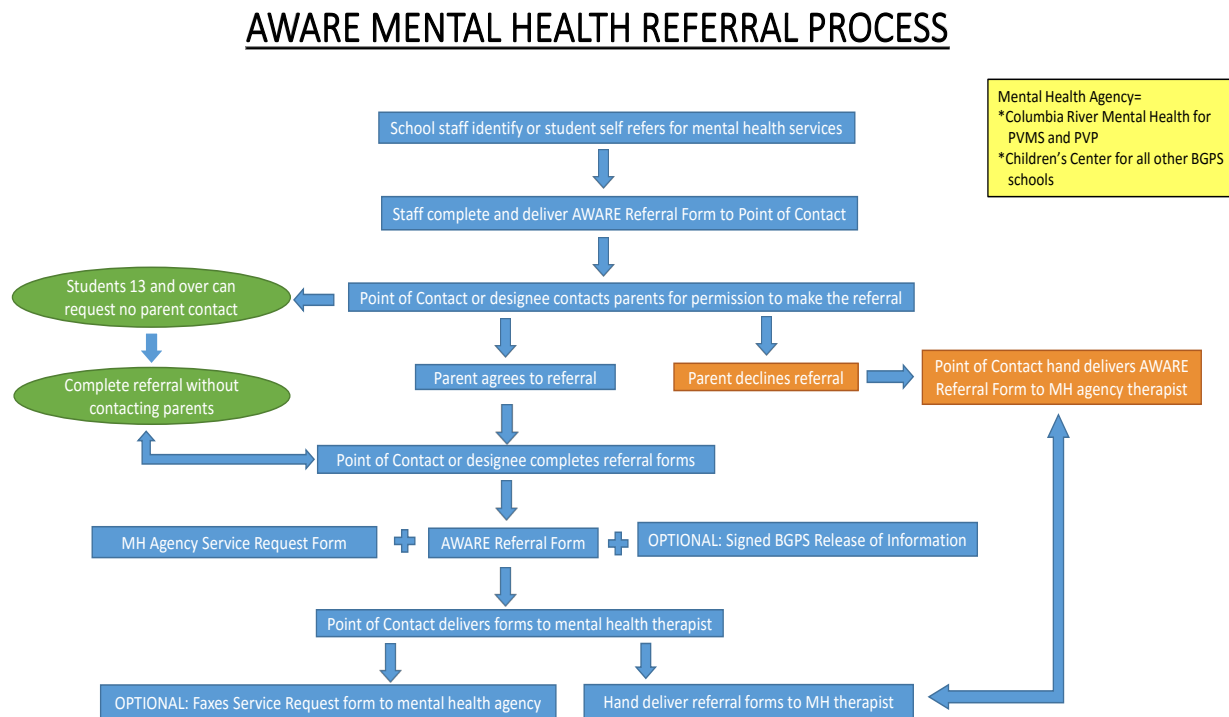 AWARE MENTAL HEALTH REFERRAL PROCESS
Mental Health Agency=
*Columbia River Mental Health for
PVMS and PVP
*Children's Center for all other BGPS
schools
School staff identify or student self refers for mental health services
Staff complete and deliver AWARE Referral Form to Point of Contact
Students 13 and over can
request no parent contact
Point of Contact or designee contacts parents for permission to make the referral
Complete referral without
contacting parents
Parent agrees to referral
Parent declines referral
Point of Contact hand delivers AWARE
Referral Form to MH agency therapist
Point of Contact or designee completes referral forms
MH Agency Service Request Form
AWARE Referral Form
OPTIONAL: Signed BGPS Release of Information
Point of Contact delivers forms to mental health therapist
OPTIONAL: Faxes Service Request form to mental health agency
Hand deliver referral forms to MH therapist